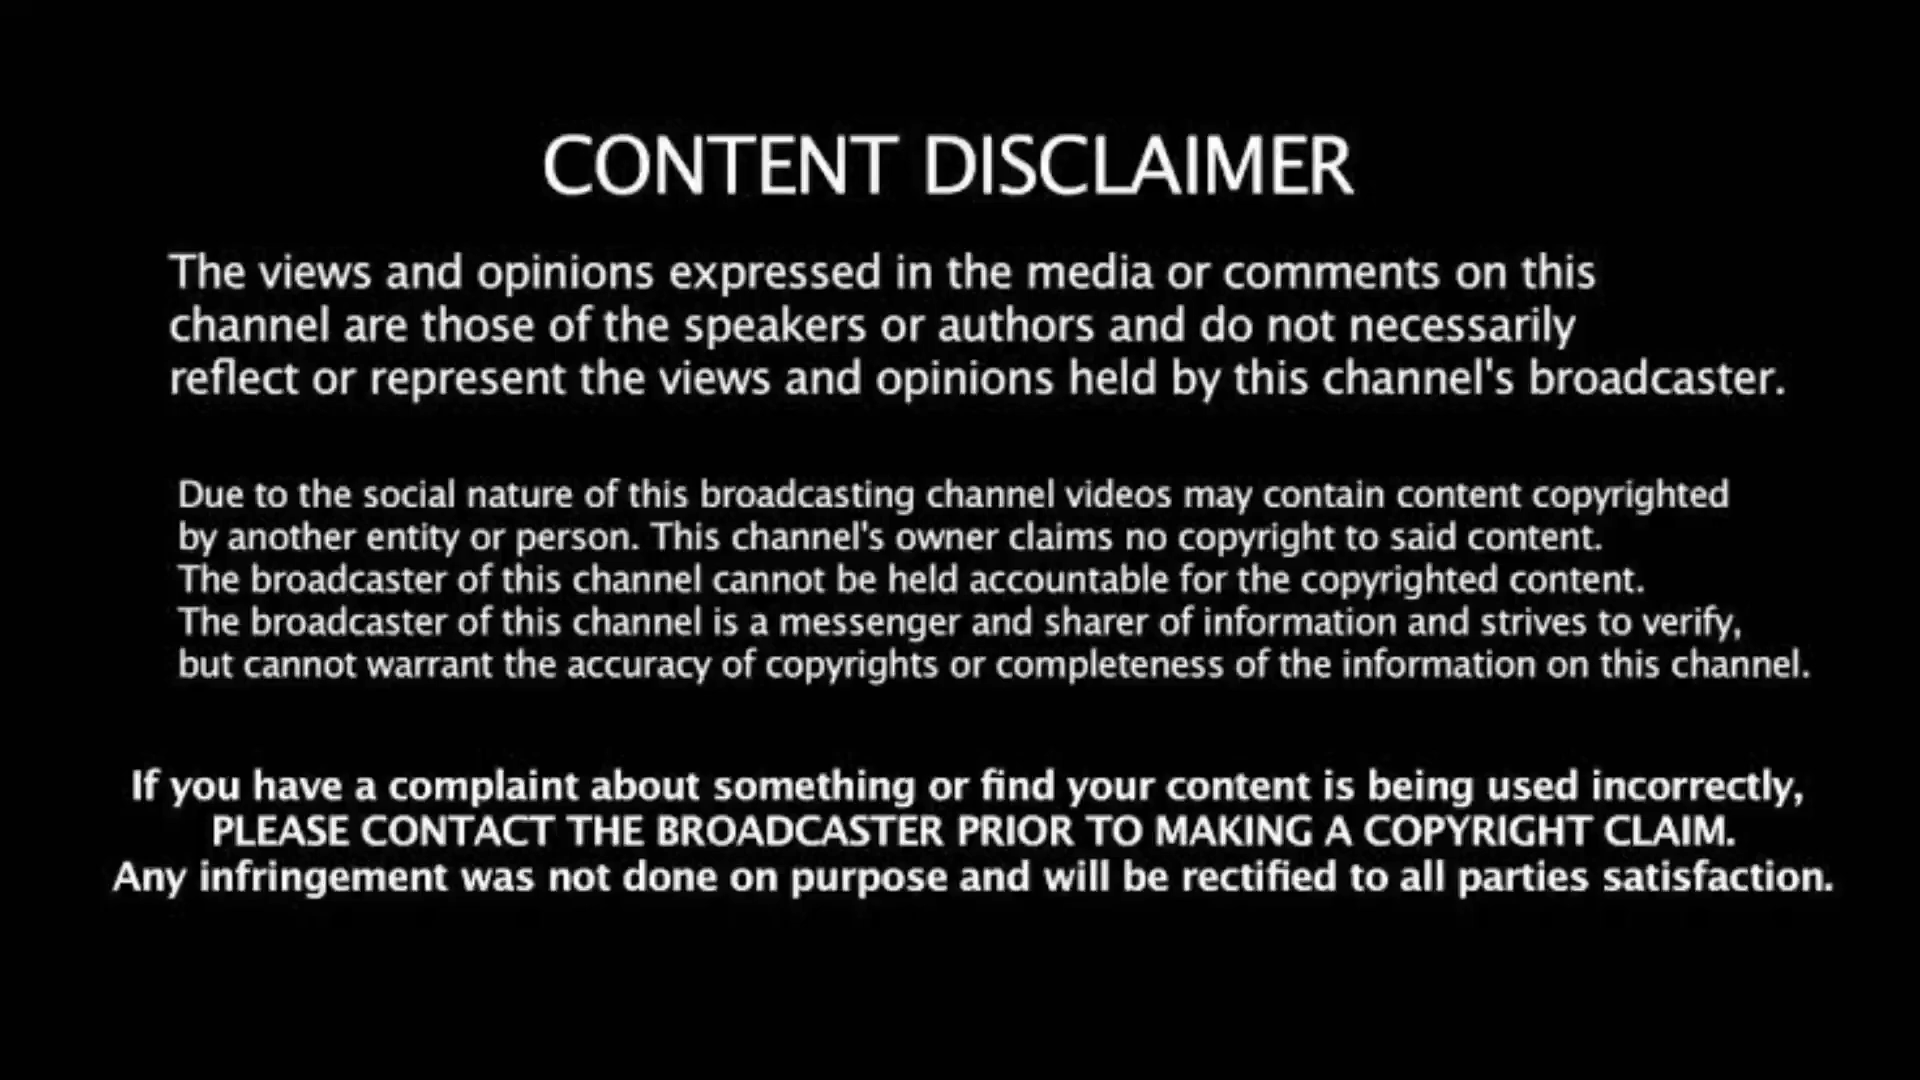 CONTENT DISCLAIMER
The views and opinions expressed in the media or comments on this
channel are those of the speakers or authors and do not necessarily
reflect or represent the views and opinions held by this channel's broadcaster.
Due to the social nature of this broadcasting channel videos may contain content copyrighted
by another entity or person. This channel's owner claims no copyright to said content.
The broadcaster of this channel cannot be held accountable for the copyrighted content.
The broadcaster of this channel is a messenger and sharer of information and strives to verify,
but cannot warrant the accuracy of copyrights or completeness of the information on this channel.
If you have a complaint about something or find your content is being used incorrectly,
PLEASE CONTACT THE BROADCASTER PRIOR TO MAKING A COPYRIGHT CLAIM.
Any infringement was not done on purpose and will be rectified to all parties satisfaction.